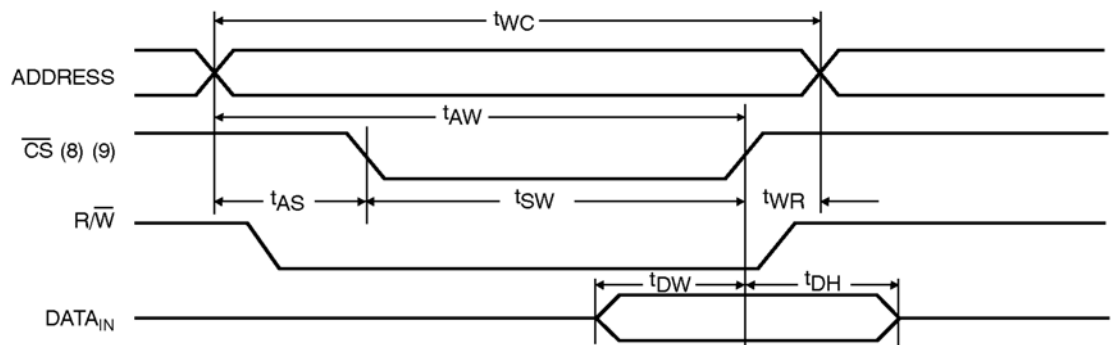 tWC
ADDRESS
tAW
CS (8) (9)
tAS
tSW
tWR
R/W
tDW
tDH
DATAIN